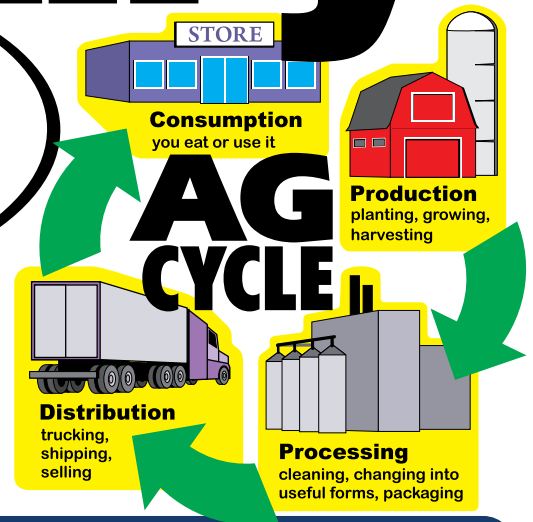 STORE
Consumption
you eat or use it
AG
CYCLE
Production
planting, growing,
harvesting
Distribution
trucking,
shipping,
selling
Processing
cleaning, changing into
useful forms, packaging